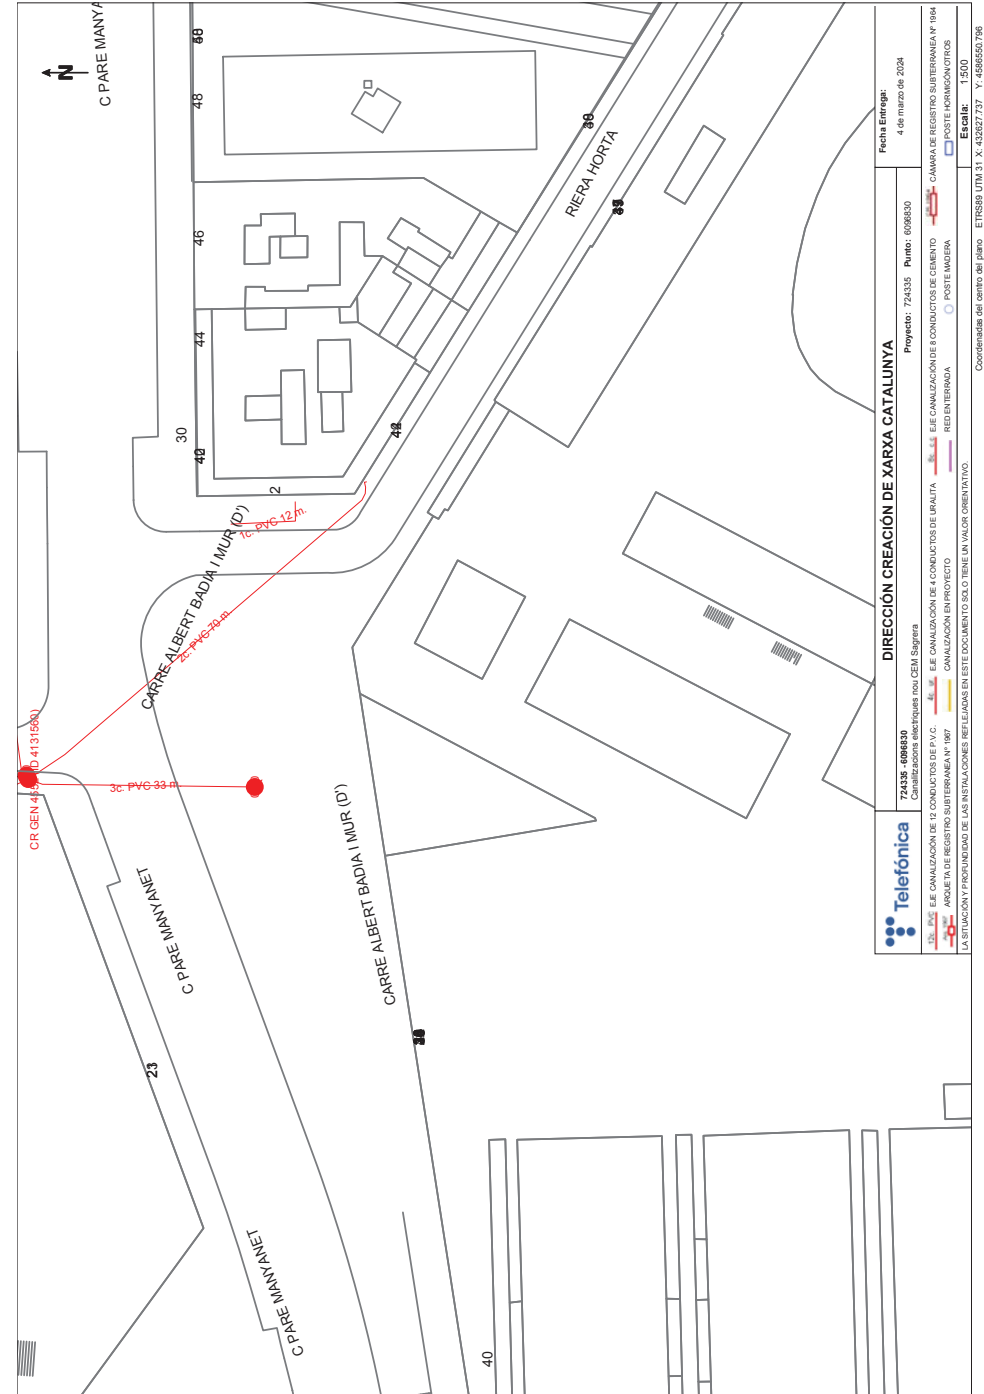 N
C PARE MANYA
48
46
44
30
2
RIERA HORTA
CARRE ALBERT BADIA I MUR (D')
1c. PVC 12 m.
2c. PVC 70 m.
3c. PVC 33 m
CR GEN
ID 4131560)
C PARE MANYANET
CARRE ALBERT BADIA I MUR (D')
23
C PARE MANYANET
40
Telefónica
DIRECCIÓN CREACIÓN DE XARXA CATALUNYA
724335 - 6096830
Canalitzacions electriques nou CEM Sagrera
Proyecto: 724335 Punto: 6096830
Fecha Entrega:
4 de marzo de 2024
12c. PVC EJE CANALIZACIÓN DE 12 CONDUCTOS DE P.V.C.
EJE CANALIZACIÓN DE 4 CONDUCTOS DE URALITA
EJE CANALIZACIÓN DE 8 CONDUCTOS DE CEMENTO
CÁMARA DE REGISTRO SUBTERRANEA Nº 1964
ARQUETA DE REGISTRO SUBTERRANEA Nº 1967
CANALIZACIÓN EN PROYECTO
RED ENTERRADA
POSTE MADERA
POSTE HORMIGÓN/OTROS
LA SITUACIÓN Y PROFUNDIDAD DE LAS INSTALACIONES REFLEJADAS EN ESTE DOCUMENTO SOLO TIENE UN VALOR ORIENTATIVO.
Escala: 1:500
Coordenadas del centro del plano ETRS89 UTM 31 X: 432627.737 Y: 4586550.796